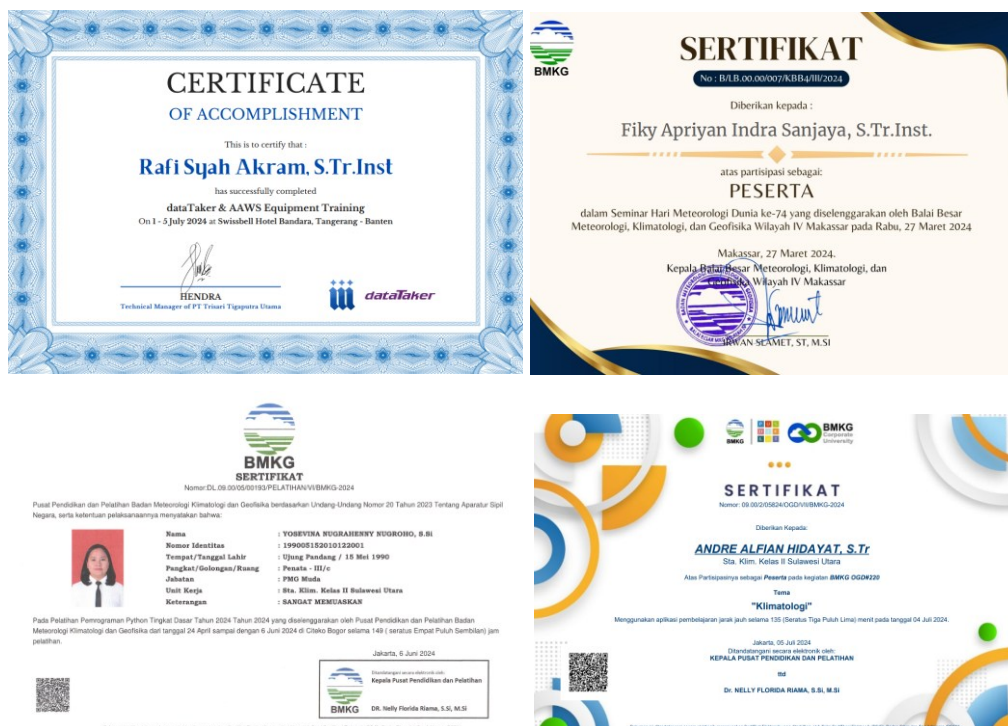 CERTIFICATE
OF ACCOMPLISHMENT
This is to certify that :
Rafi Syah Akram, S.Tr.Inst
has successfully completed
dataTaker & AAWS Equipment Training
On 1 - 5 July 2024 at Swissbell Hotel Bandara, Tangerang - Banten
HENDRA
Technical Manager of PT Trisari Tigaputra Utama
dataTaker
BMKG
SERTIFIKAT
No : B/LB.00.00/007/KBB4/III/2024
Diberikan kepada :
Fiky Apriyan Indra Sanjaya, S.Tr.Inst.
atas partisipasi sebagai:
PESERTA
dalam Seminar Hari Meteorologi Dunia ke-74 yang diselenggarakan oleh Balai Besar
Meteorologi, Klimatologi, dan Geofisika Wilayah IV Makassar pada Rabu, 27 Maret 2024
Makassar, 27 Maret 2024.
Kepala Balai Besar Meteorologi, Klimatologi, dan
Geofisika Wilayah IV Makassar
IRWAN SLAMET, ST, M.SI
BMKG
SERTIFIKAT
Nomor:DL.09.00/05/00193/PELATIHAN/VI/BMKG-2024
Pusat Pendidikan dan Pelatihan Badan Meteorologi Klimatologi dan Geofisika berdasarkan Undang-Undang Nomor 20 Tahun 2023 Tentang Aparatur Sipil
Negara, serta ketentuan pelaksanaannya menyatakan bahwa:
Nama : YOSEVINA NUGRAHENNY NUGROHO, S.Si
Nomor Identitas : 199005152010122001
Tempat/Tanggal Lahir : Ujung Pandang / 15 Mei 1990
Pangkat/Golongan/Ruang : Penata - III/c
Jabatan : PMG Muda
Unit Kerja : Sta. Klim. Kelas II Sulawesi Utara
Keterangan : SANGAT MEMUASKAN
Pada Pelatihan Pemrograman Python Tingkat Dasar Tahun 2024 Tahun 2024 yang diselenggarakan oleh Pusat Pendidikan dan Pelatihan Badan
Meteorologi Klimatologi dan Geofisika dari tanggal 24 April sampai dengan 6 Juni 2024 di Citeko Bogor selama 149 ( seratus Empat Puluh Sembilan) jam
pelatihan.
Jakarta, 6 Juni 2024
Ditandatangani secara elektronik oleh:
Kepala Pusat Pendidikan dan Pelatihan
BMKG
DR. Nelly Florida Riama, S.Si, M.Si
BMKG
BMKG
Corporate
University
SERTIFIKAT
Nomor: 09.00/2/05824/OGD/VII/BMKG-2024
Diberikan Kepada:
ANDRE ALFIAN HIDAYAT, S.Tr
Sta. Klim. Kelas II Sulawesi Utara
Atas Partisipasinya sebagai Peserta pada kegiatan BMKG OGD#220
Tema
"Klimatologi"
Menggunakan aplikasi pembelajaran jarak jauh selama 135 (Seratus Tiga Puluh Lima) menit pada tanggal 04 Juli 2024.
Jakarta, 05 Juli 2024
Ditandatangani secara elektronik oleh:
KEPALA PUSAT PENDIDIKAN DAN PELATIHAN
ttd
Dr. NELLY FLORIDA RIAMA, S.Si, M.Si